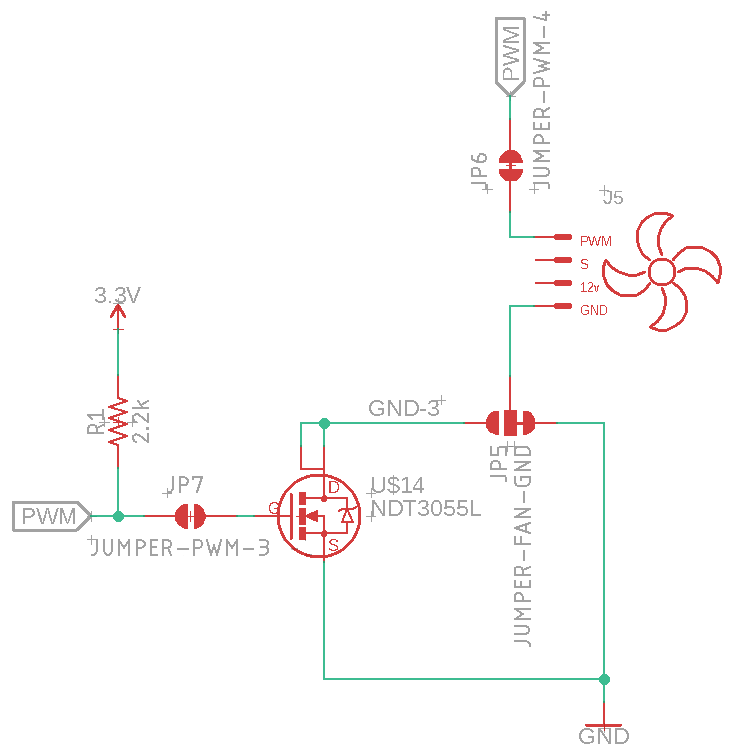 PWM
JUMPER-PWM-4
JP6
J5
PWM
S
12v
GND
3.3V
R1
2.2k
GND-3
JP5
JUMPER-FAN-GND
JP7
U$14
NDT3055L
D
G
S
PWM
JUMPER-PWM-3
GND